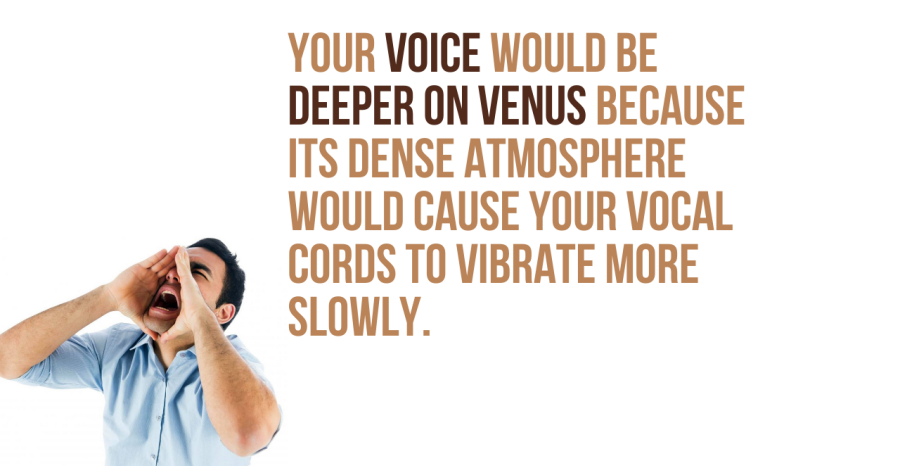 YOUR VOICE WOULD BE
DEEPER ON VENUS BECAUSE
ITS DENSE ATMOSPHERE
WOULD CAUSE YOUR VOCAL
CORDS TO VIBRATE MORE
SLOWLY.